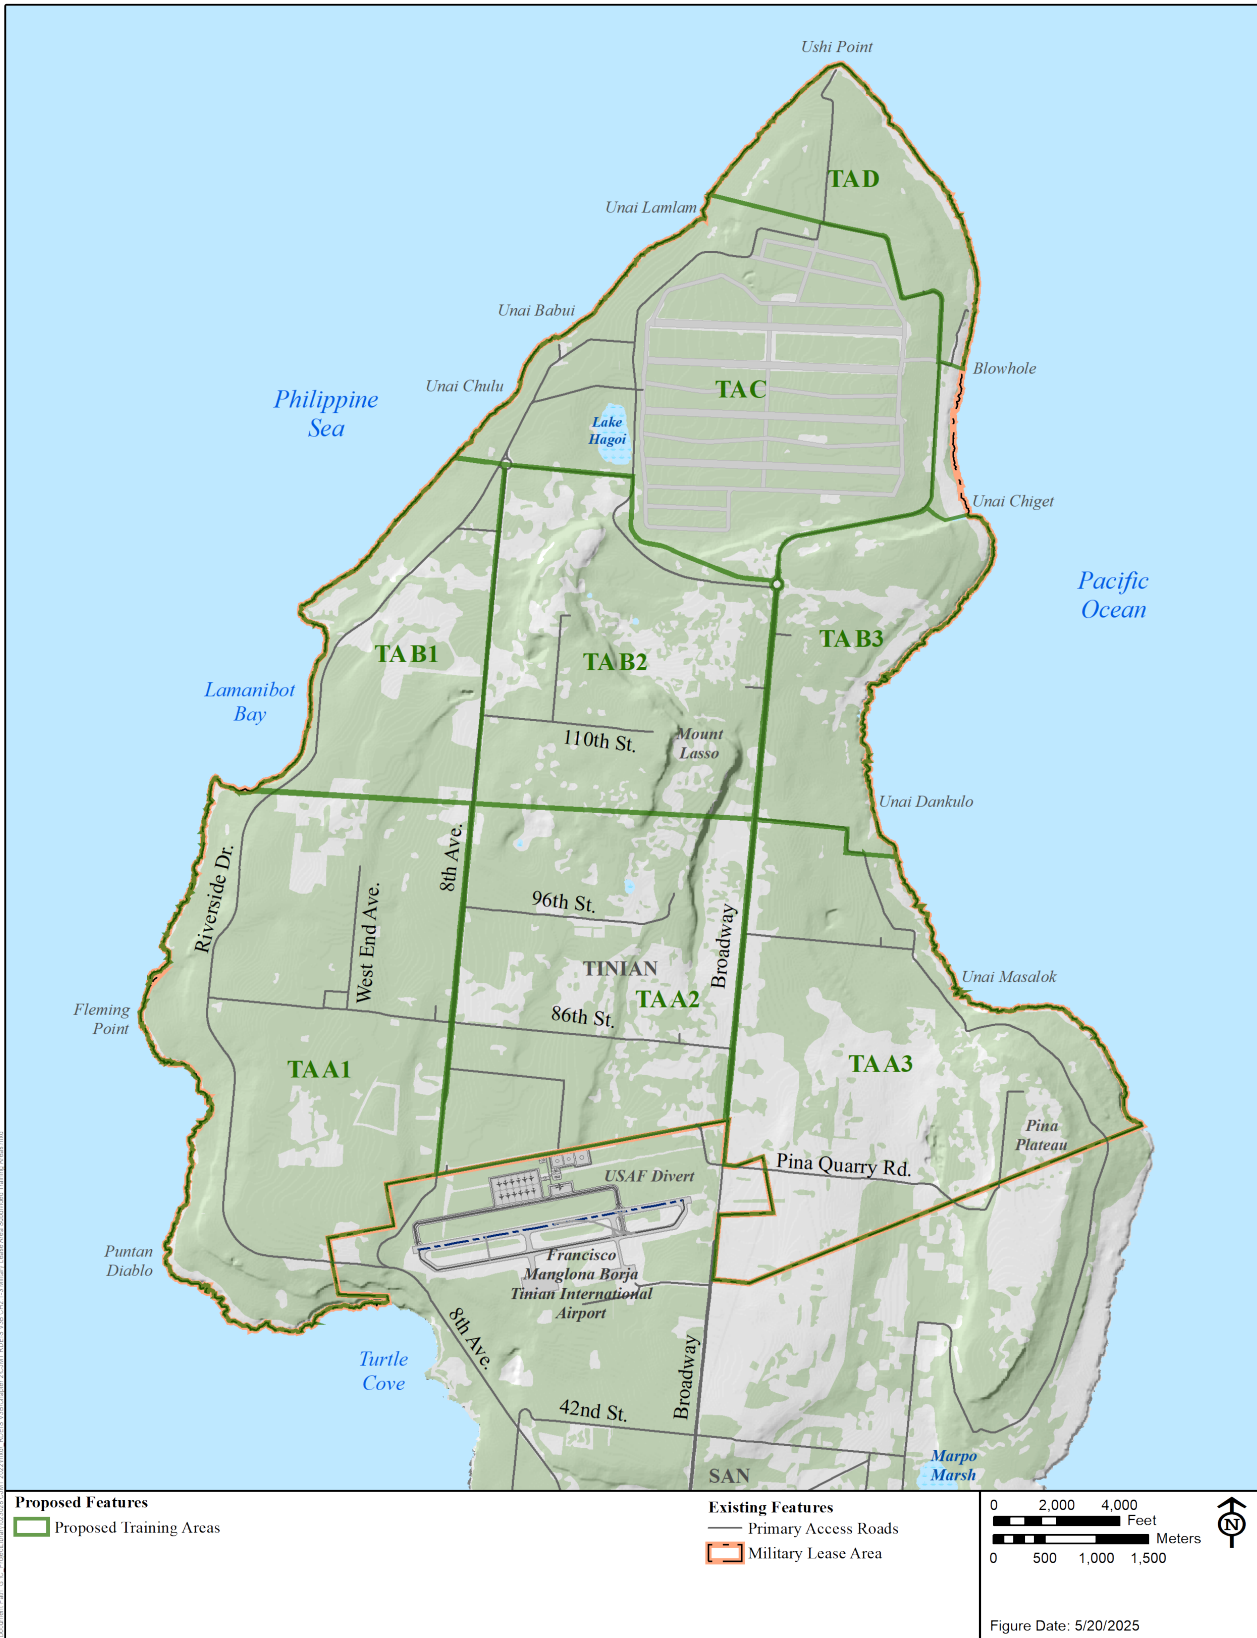 Ushi Point
TA D
Unai Lamlam
Unai Babui
Blowhole
Unai Chulu
TA C
Philippine
Sea
Lake
Hagoi
Unai Chiget
Pacific
Ocean
TA B1
TA B2
TA B3
Lamanibot
Bay
110th St.
Mount
Lasso
Unai Dankulo
Riverside Dr.
8th Ave.
West End Ave.
96th St.
Broadway
TINIAN
Unai Masalok
TA A2
Fleming
Point
86th St.
TA A1
TA A3
Pina
Plateau
Pina Quarry Rd.
USAF Divert
Puntan
Diablo
Francisco
Manglona Borja
Tinian International
Airport
8th Ave.
Turtle
Cove
Broadway
42nd St.
Marpo
Marsh
SAN
Proposed Features
Proposed Training Areas
Existing Features
Primary Access Roads
Military Lease Area
0 2,000 4,000
Feet
Meters
0 500 1,000 1,500
N
Figure Date: 5/20/2025